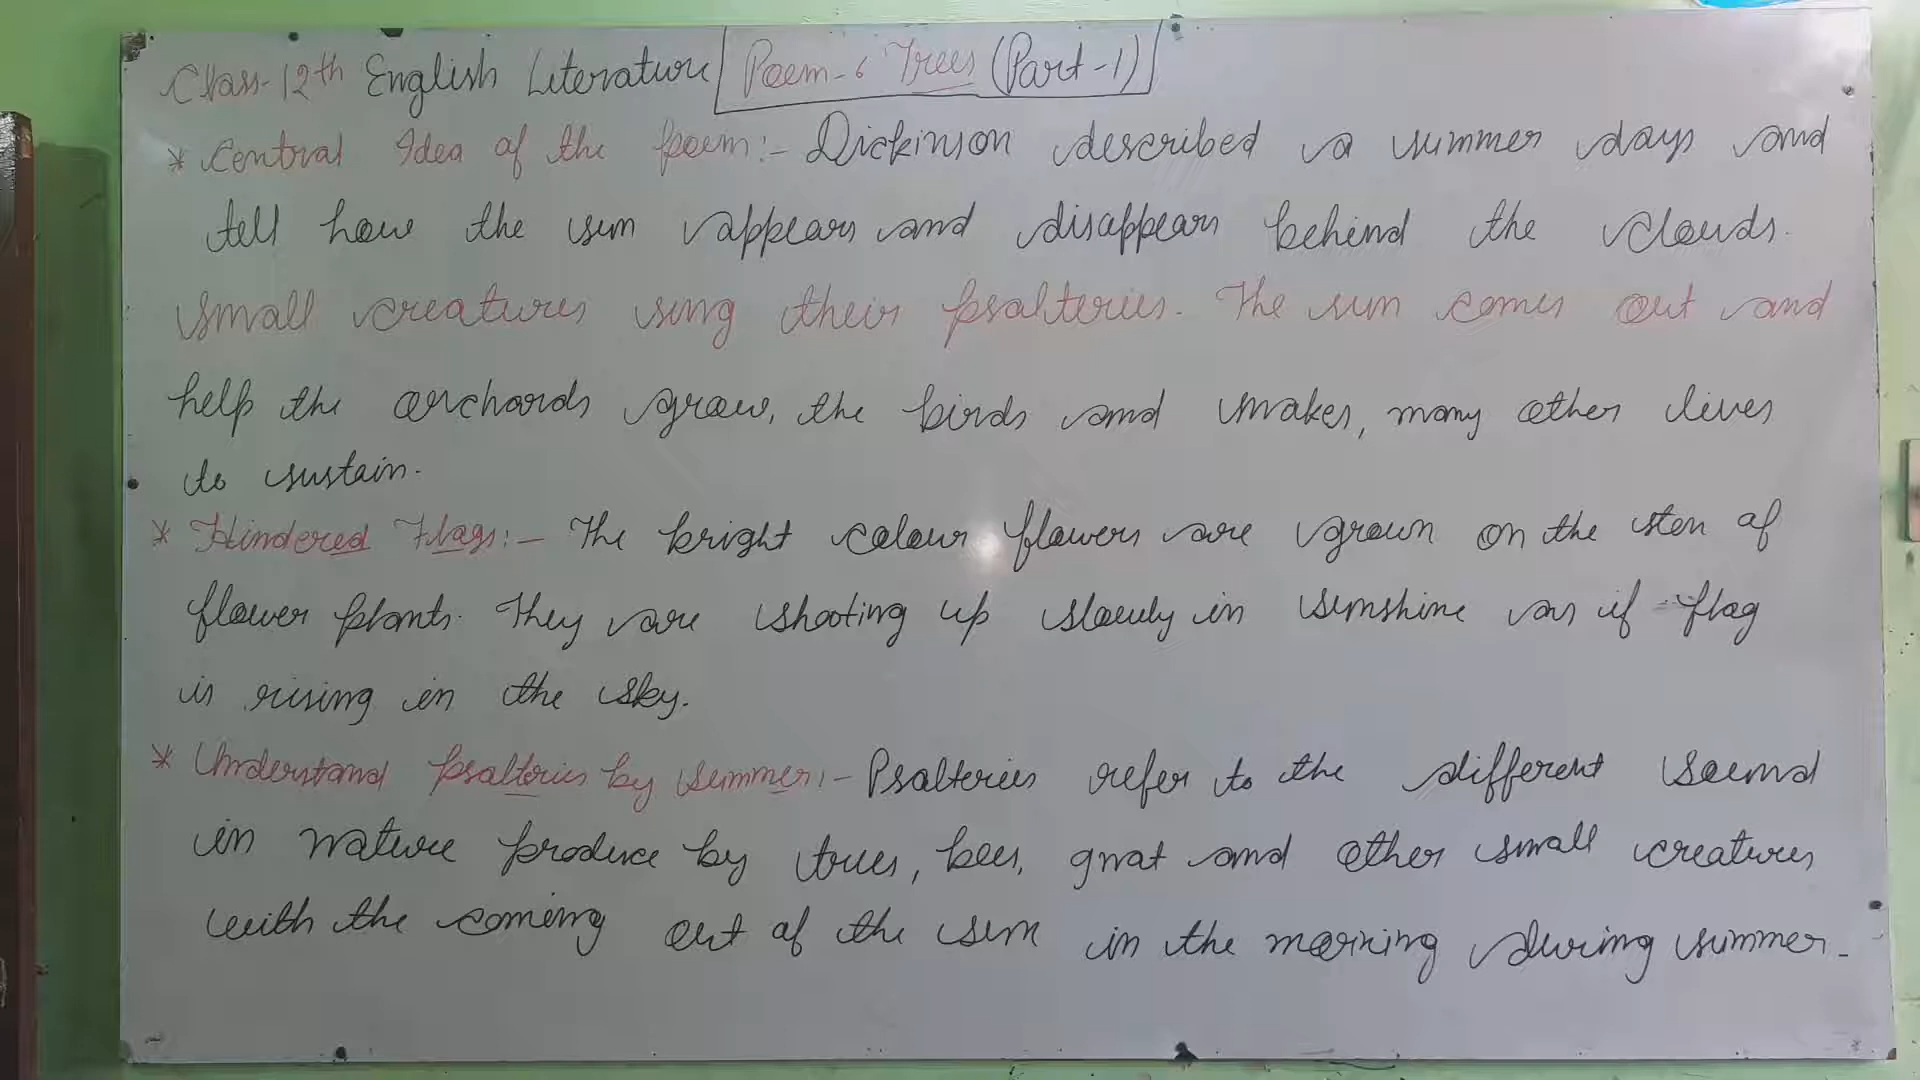 Class-12th English Literature Poem-6 Trees (Part-1)
* Central Idea of the poem:- Dickinson described a summer days and
tell how the sun appears and disappears behind the clouds.
Small creatures sing their psalteries. The sun comes out and
help the orchards grow, the birds and snakes, many other lives
to sustain.
* Hindered Flags:- The bright colour flowers are grown on the sten of
flower plants. They are shooting up slowly in sunshine as if flag
is rising in the sky.
* Understand psalteries by summer:- Psalteries refer to the different sound
in nature produce by trees, bees, gnat and other small creatures
with the coming out of the sun in the morning during summer.